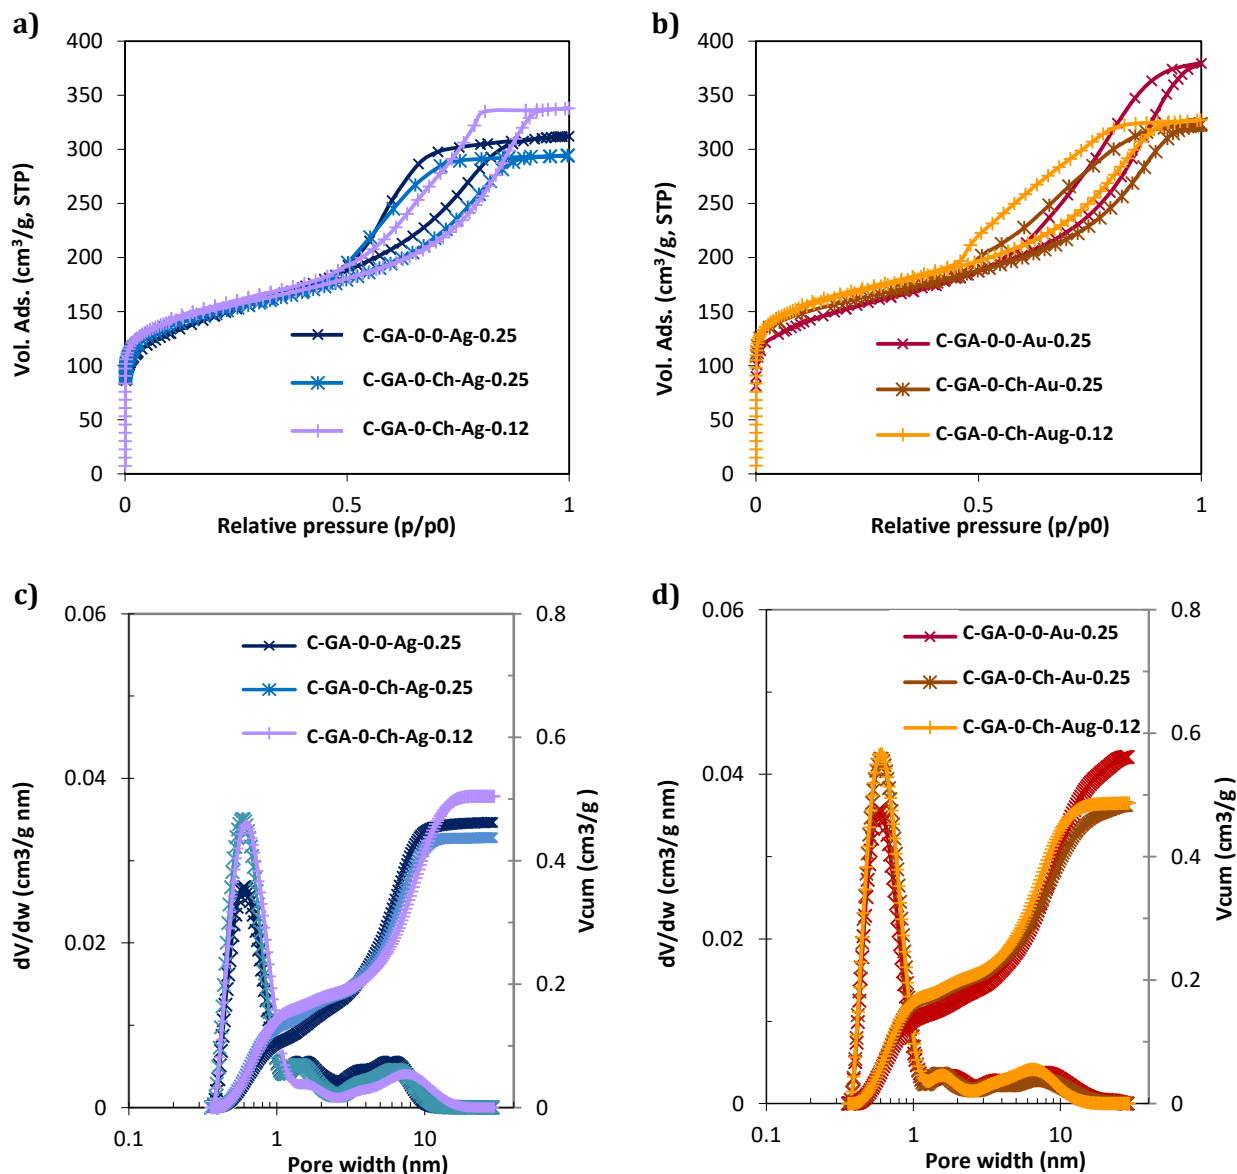 a)
400
350
300
250
200
150
100
50
0
Vol. Ads. (cm³/g, STP)
C-GA-0-0-Ag-0.25
C-GA-0-Ch-Ag-0.25
C-GA-0-Ch-Ag-0.12
0
0.5
1
Relative pressure (p/p0)
b)
400
350
300
250
200
150
100
50
0
Vol. Ads. (cm³/g, STP)
C-GA-0-0-Au-0.25
C-GA-0-Ch-Au-0.25
C-GA-0-Ch-Aug-0.12
0
0.5
1
Relative pressure (p/p0)
c)
0.06
0.04
0.02
0
dV/dw (cm3/g nm)
C-GA-0-0-Ag-0.25
C-GA-0-Ch-Ag-0.25
C-GA-0-Ch-Ag-0.12
0.8
0.6
0.4
0.2
0
Vcum (cm3/g)
0.1
1
10
Pore width (nm)
d)
0.06
0.04
0.02
0
dV/dw (cm3/g nm)
C-GA-0-0-Au-0.25
C-GA-0-Ch-Au-0.25
C-GA-0-Ch-Aug-0.12
0.8
0.6
0.4
0.2
0
Vcum (cm3/g)
0.1
1
10
Pore width (nm)